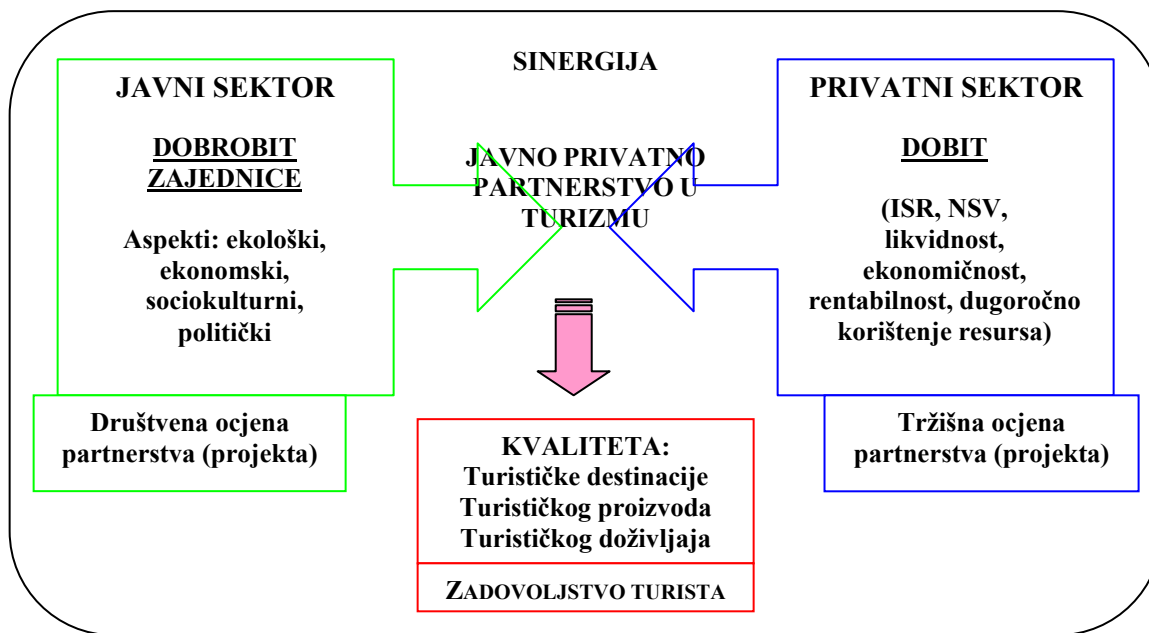 SINERGIJA
JAVNI SEKTOR
DOBROBIT
ZAJEDNICE
Aspekti: ekološki,
ekonomski,
sociokulturni,
politički
JAVNO PRIVATNO
PARTNERSTVO U
TURIZMU
PRIVATNI SEKTOR
DOBIT
(ISR, NSV,
likvidnost,
ekonomičnost,
rentabilnost, dugoročno
korištenje resursa)
Društvena ocjena
partnerstva (projekta)
KVALITETA:
Turističke destinacije
Turističkog proizvoda
Turističkog doživljaja
ZADOVOLJSTVO TURISTA
Tržišna ocjena
partnerstva (projekta)